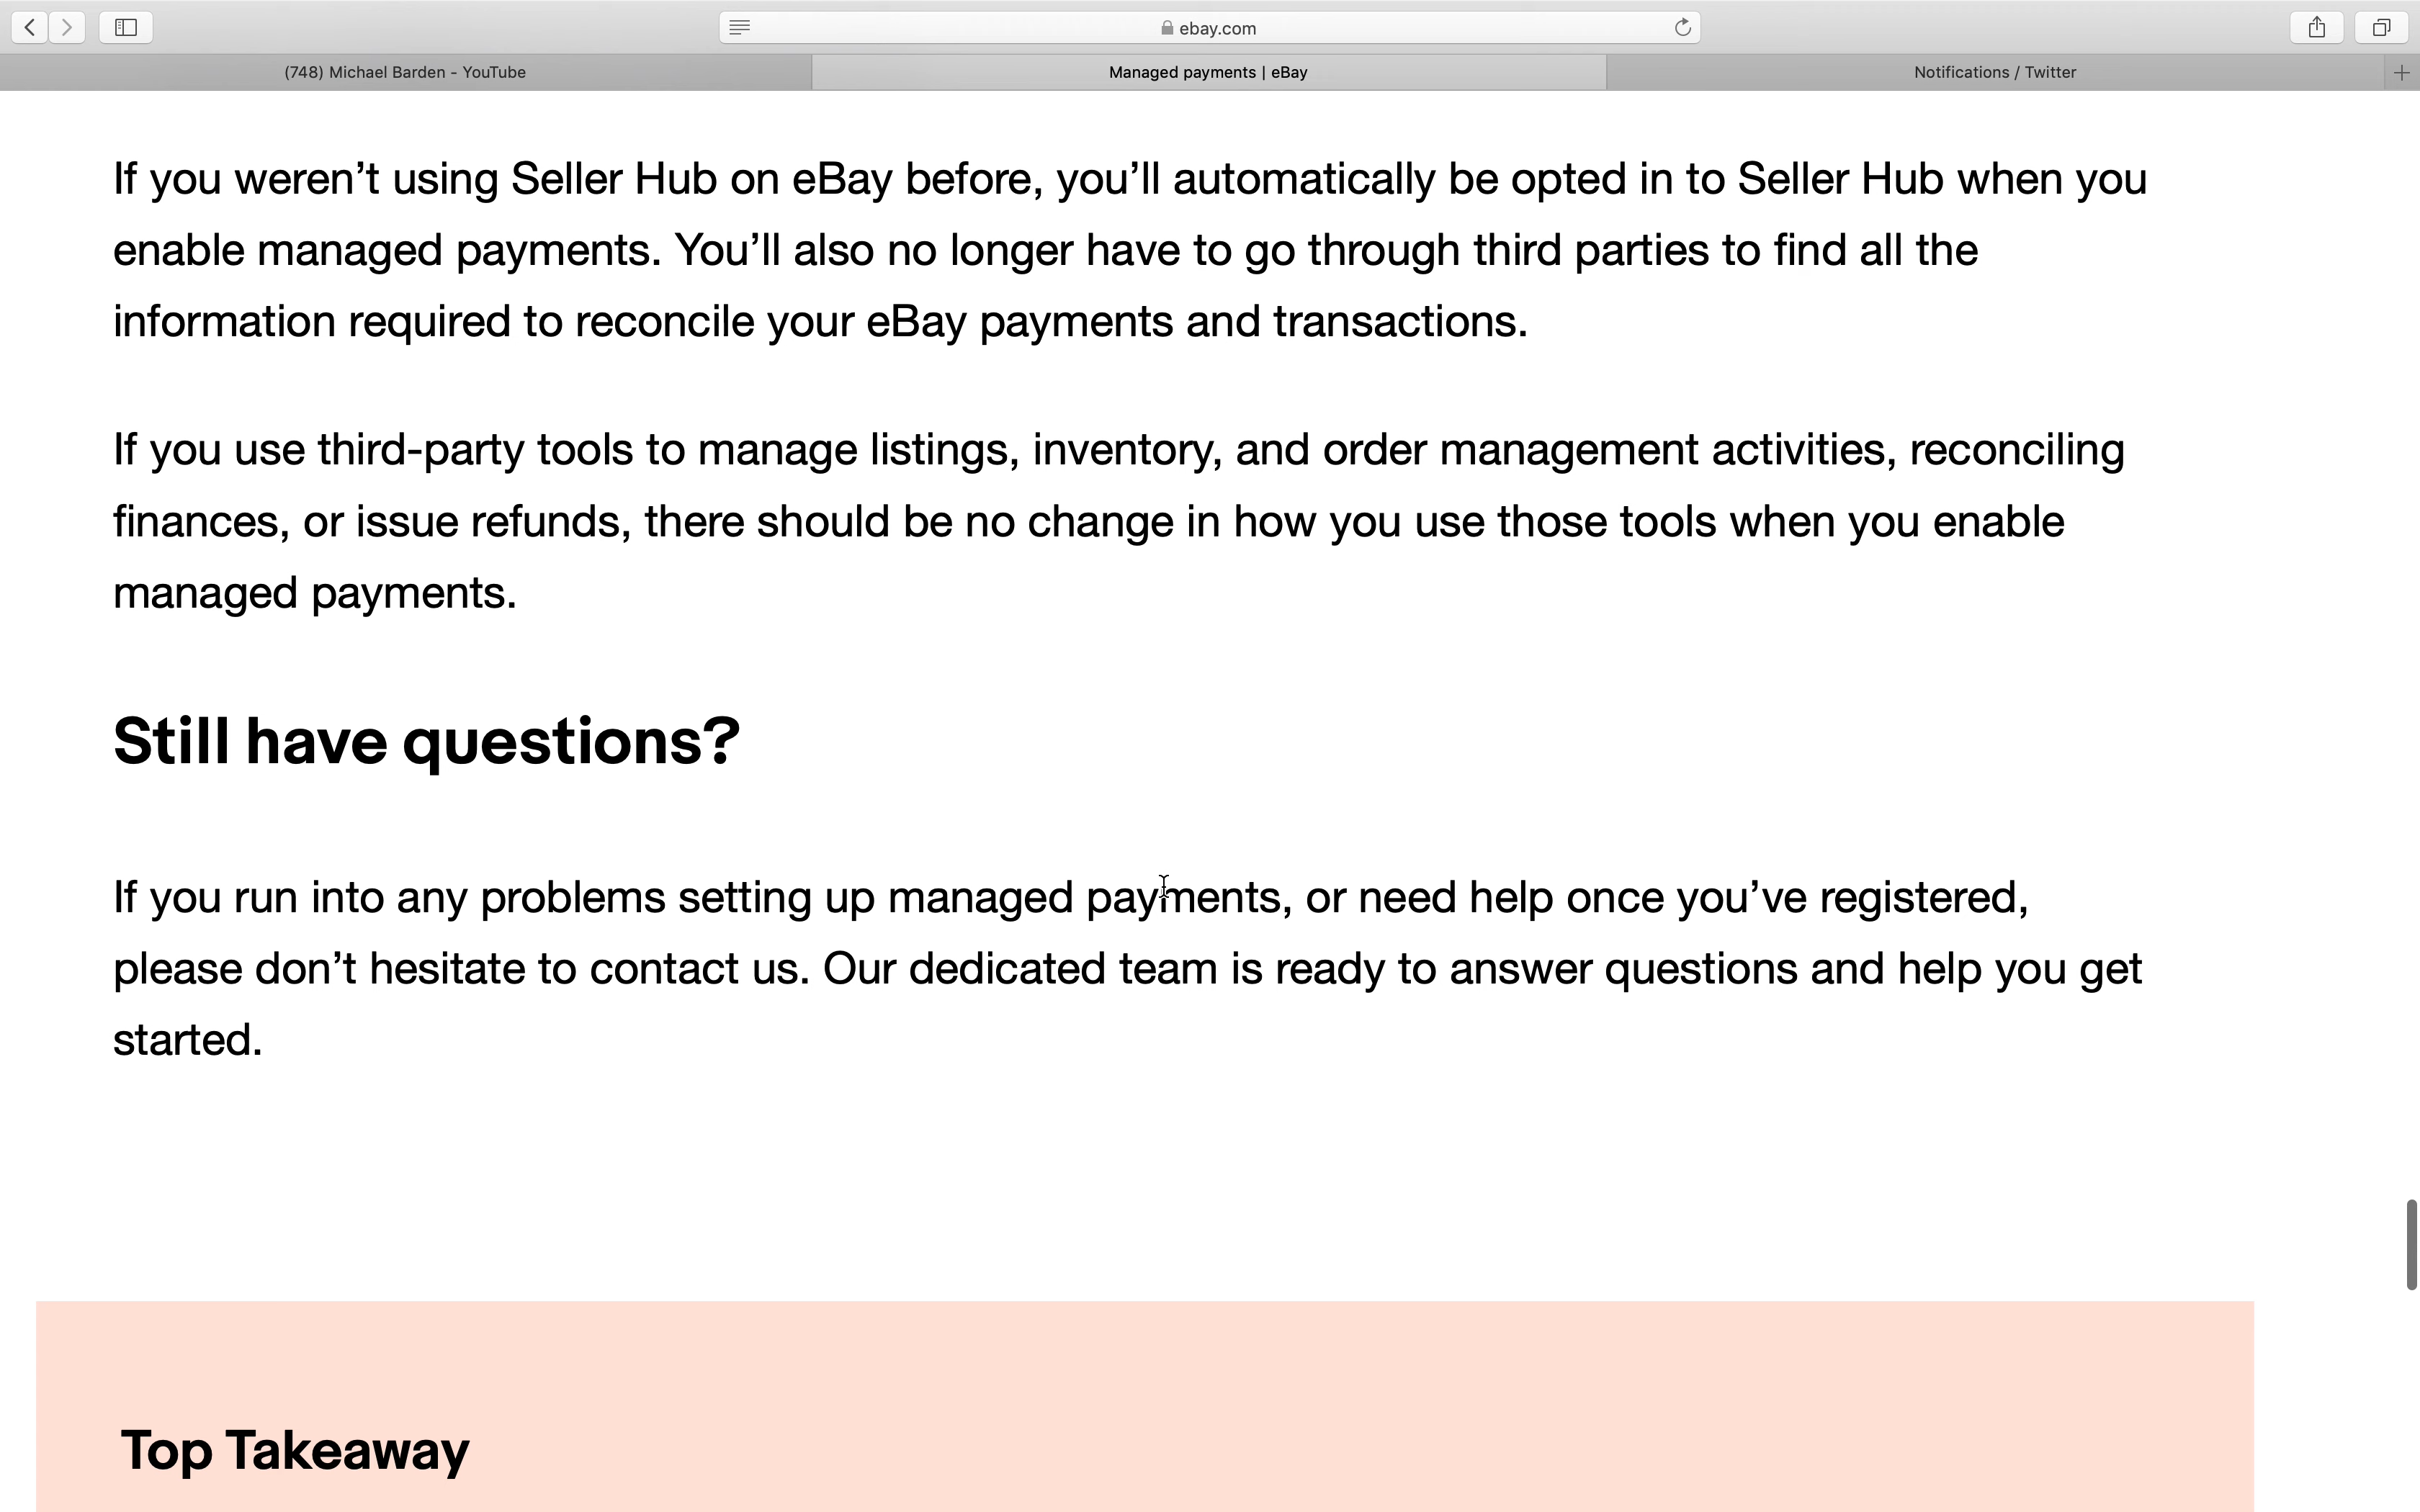 ebay.com
(748) Michael Barden - YouTube
Managed payments | eBay
Notifications / Twitter
If you weren’t using Seller Hub on eBay before, you’ll automatically be opted in to Seller Hub when you
enable managed payments. You’ll also no longer have to go through third parties to find all the
information required to reconcile your eBay payments and transactions.
If you use third-party tools to manage listings, inventory, and order management activities, reconciling
finances, or issue refunds, there should be no change in how you use those tools when you enable
managed payments.
Still have questions?
If you run into any problems setting up managed payments, or need help once you’ve registered,
please don’t hesitate to contact us. Our dedicated team is ready to answer questions and help you get
started.
Top Takeaway